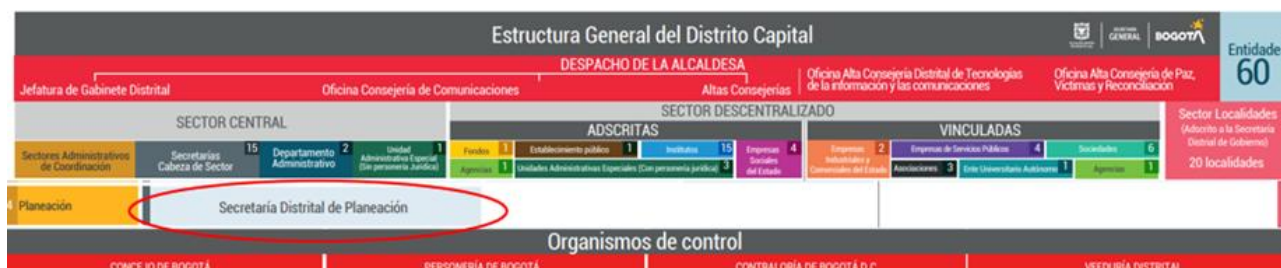 Estructura General del Distrito Capital
SECRETARÍA GENERAL
BOGOTÁ
Entidade
60
DESPACHO DE LA ALCALDESA
Jefatura de Gabinete Distrital
Oficina Consejería de Comunicaciones
Altas Consejerías
Oficina Alta Consejería Distrital de Tecnologías
de la información y las comunicaciones
Oficina Alta Consejería de Paz,
Víctimas y Reconciliación
SECTOR CENTRAL
SECTOR DESCENTRALIZADO
ADSCRITAS
VINCULADAS
Sector Localidades
(Adscrito a la Secretaría
Distrital de Gobierno)
20 localidades
Sectores Administrativos
de Coordinación
Secretarías
Cabeza de Sector
15
Departamento
Administrativo
2
Unidad
Administrativa Especial
(Sin personería Jurídica)
1
Fondos 1
Establecimiento público 1
Institutos 15
Agencias 1
Unidades Administrativas Especiales (Con personería jurídica) 3
Empresas
Sociales
del Estado
4
Empresas
Industriales y
Comerciales del Estado
2
Empresas de Servicios Públicos 4
Sociedades 6
Asociaciones 3
Ente Universitario Autónomo 1
Agencias 1
4 Planeación
Secretaría Distrital de Planeación
Organismos de control
CONCEJO DE BOGOTÁ
PERSONERÍA DE BOGOTÁ
CONTRALORÍA DE BOGOTÁ D.C.
VEEDURÍA DISTRITAL